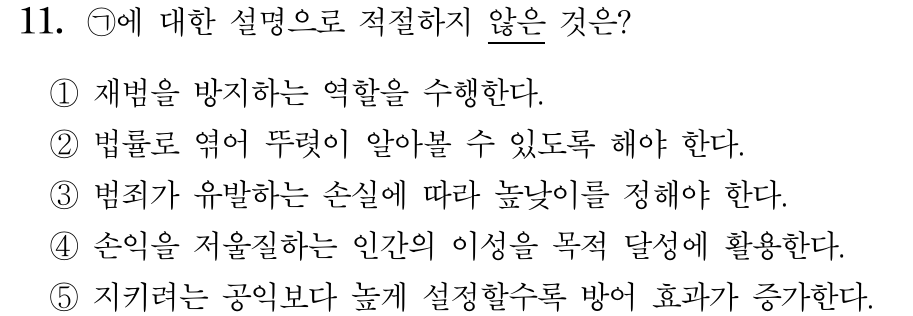 11. ㉠에 대한 설명으로 적절하지 않은 것은?
① 재범을 방지하는 역할을 수행한다.
② 법률로 엮어 뚜렷이 알아볼 수 있도록 해야 한다.
③ 범죄가 유발하는 손실에 따라 높낮이를 정해야 한다.
④ 손익을 저울질하는 인간의 이성을 목적 달성에 활용한다.
⑤ 지키려는 공익보다 높게 설정할수록 방어 효과가 증가한다.